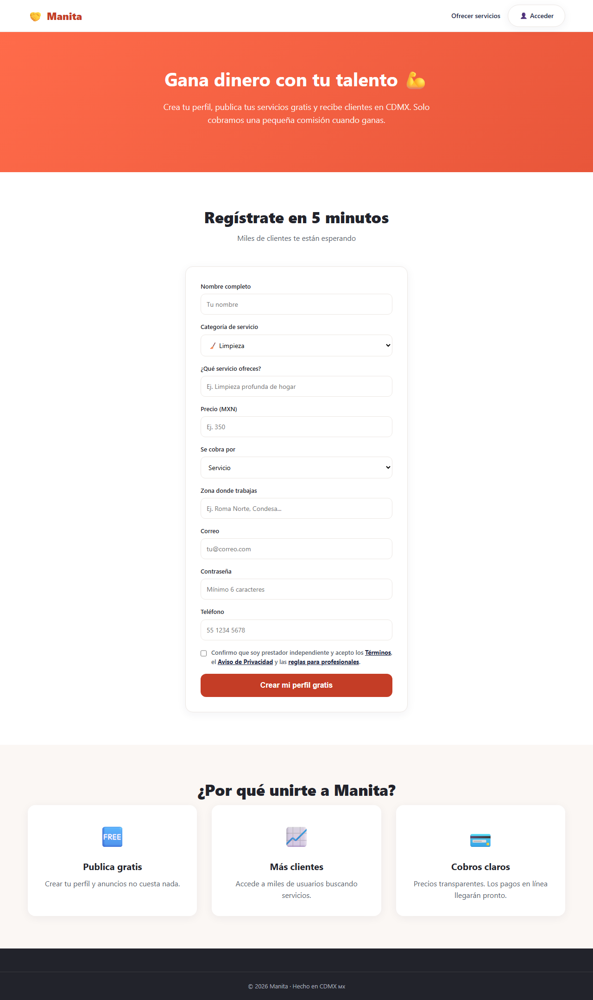 Manita
Ofrecer servicios
Acceder
Gana dinero con tu talento
Crea tu perfil, publica tus servicios gratis y recibe clientes en CDMX. Solo
cobramos una pequeña comisión cuando ganas.
Regístrate en 5 minutos
Miles de clientes te están esperando
Nombre completo
Tu nombre
Categoría de servicio
Limpieza
¿Qué servicio ofreces?
Ej. Limpieza profunda de hogar
Precio (MXN)
Ej. 350
Se cobra por
Servicio
Zona donde trabajas
Ej. Roma Norte, Condesa...
Correo
tu@correo.com
Contraseña
Mínimo 6 caracteres
Teléfono
55 1234 5678
Confirmo que soy prestador independiente y acepto los Términos,
el Aviso de Privacidad y las reglas para profesionales.
Crear mi perfil gratis
¿Por qué unirte a Manita?
FREE
Publica gratis
Crear tu perfil y anuncios no cuesta nada.
Más clientes
Accede a miles de usuarios buscando
servicios.
Cobros claros
Precios transparentes. Los pagos en línea
llegarán pronto.
© 2026 Manita · Hecho en CDMX MX